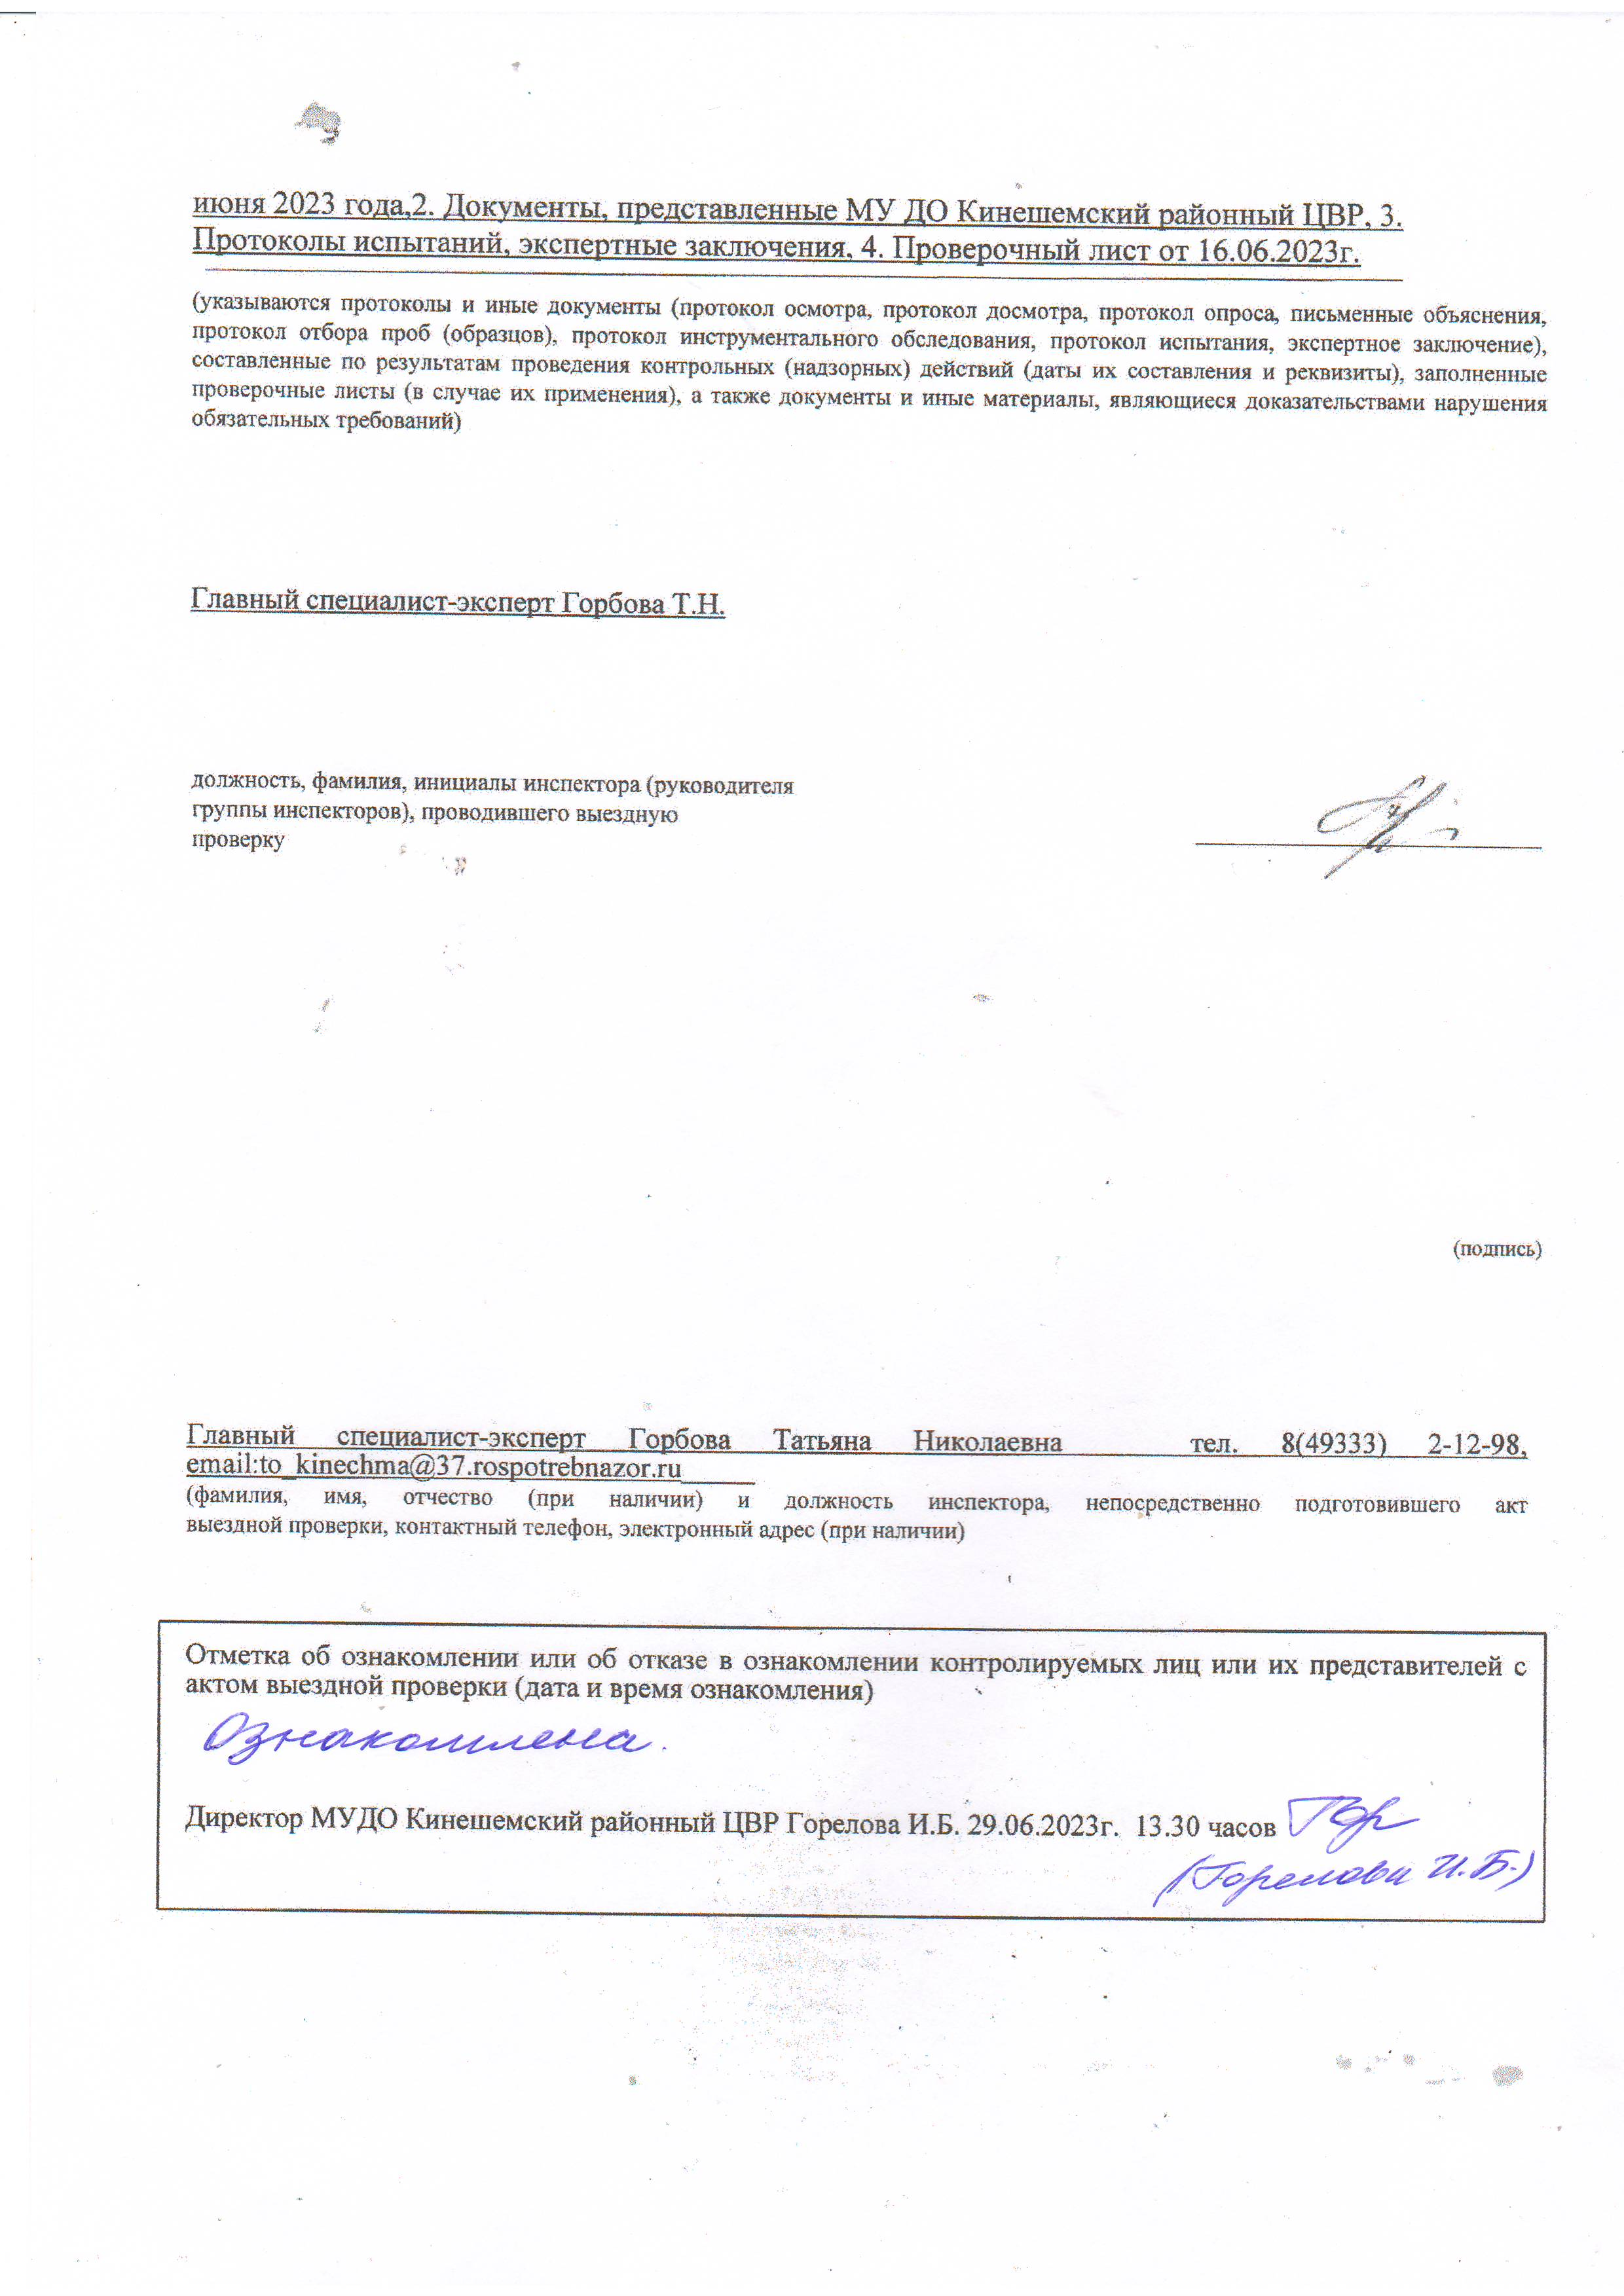 июня 2023 года,2. Документы, представленные МУ ДО Кинешемский районный ЦВР, 3.
Протоколы испытаний, экспертные заключения, 4. Проверочный лист от 16.06.2023г.
(указываются протоколы и иные документы (протокол осмотра, протокол досмотра, протокол опроса, письменные объяснения,
протокол отбора проб (образцов), протокол инструментального обследования, протокол испытания, экспертное заключение),
составленные по результатам проведения контрольных (надзорных) действий (даты их составления и реквизиты), заполненные
проверочные листы (в случае их применения), а также документы и иные материалы, являющиеся доказательствами нарушения
обязательных требований)
Главный специалист-эксперт Горбова Т.Н.
должность, фамилия, инициалы инспектора (руководителя
группы инспекторов), проводившего выездную
проверку
(подпись)
Главный специалист-эксперт Горбова Татьяна Николаевна тел. 8(49333) 2-12-98,
email:to_kinechma@37.rospotrebnazor.ru
(фамилия, имя, отчество (при наличии) и должность инспектора, непосредственно подготовившего акт
выездной проверки, контактный телефон, электронный адрес (при наличии)
Отметка об ознакомлении или об отказе в ознакомлении контролируемых лиц или их представителей с
актом выездной проверки (дата и время ознакомления)
Ознакомлена.
Директор МУДО Кинешемский районный ЦВР Горелова И.Б. 29.06.2023г. 13.30 часов Гор
(Горелова И.Б.)